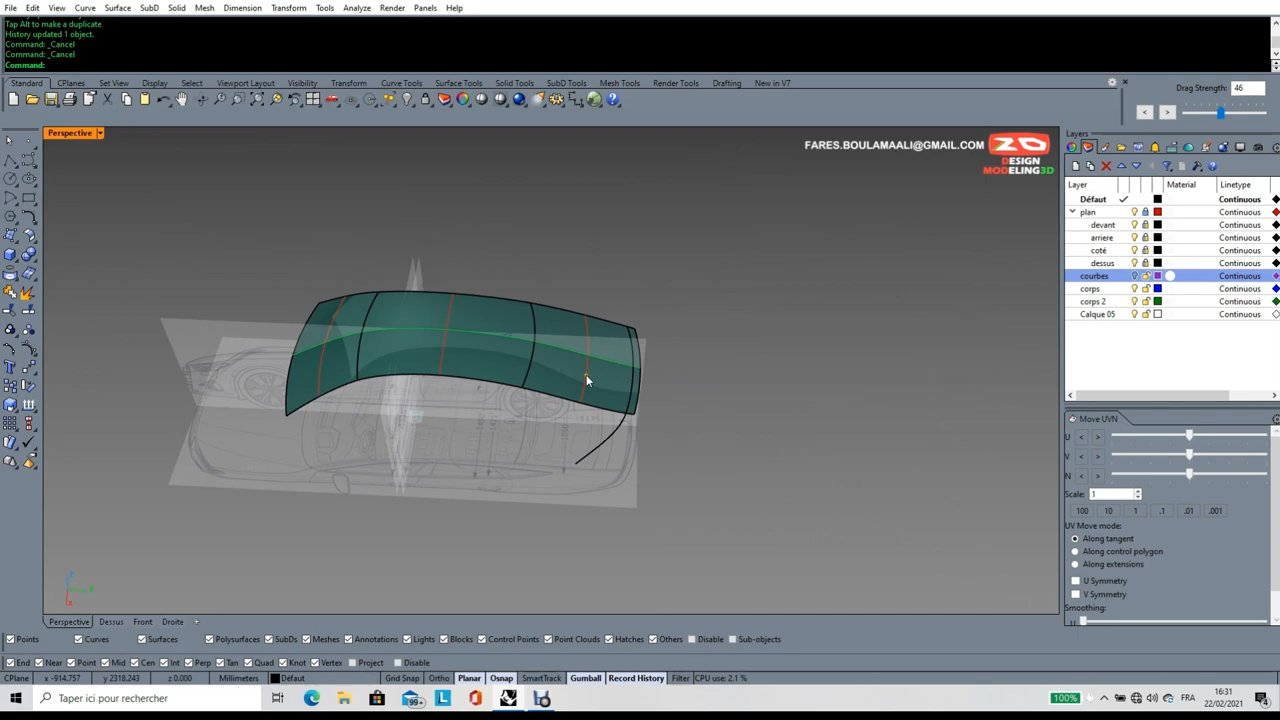 File Edit View Curve Surface SubD Solid Mesh Dimension Transform Tools Analyze Render Panels Help
Tap Alt to make a duplicate
History updated 1 object.
Command: _Cancel
Command: _Cancel
Command:
Standard CPlanes Set View Display Select Viewport Layout Visibility Transform Curve Tools Surface Tools Solid Tools SubD Tools Mesh Tools Render Tools Drafting New in V7
Drag Strength: 46
Perspective
FARES.BOULAMAALI@GMAIL.COM
DESIGN
MODELING3D
Layers
Layer Material Linetype
Défaut Continuous
plan Continuous
devant Continuous
arriere Continuous
coté Continuous
dessus Continuous
courbes Continuous
corps Continuous
corps 2 Continuous
Calque 05 Continuous
Move UVN
U < >
V < >
N < >
Scale: 1
100 10 1 .1 .01 .001
UV Move mode:
Along tangent
Along control polygon
Along extensions
U Symmetry
V Symmetry
Smoothing:
Perspective Dessus Front Droite
Points Curves Surfaces Polysurfaces SubDs Meshes Annotations Lights Blocks Control Points Point Clouds Hatches Others Disable Sub-objects
End Near Point Mid Cen Int Perp Tan Quad Knot Vertex Project Disable
CPlane x -914.757 y 2318.243 z 0.000 Millimeters Défaut Grid Snap Ortho Planar Osnap SmartTrack Gumball Record History Filter CPU use: 2.1 %
Taper ici pour rechercher 99+ 100% FRA 16:31
22/02/2021